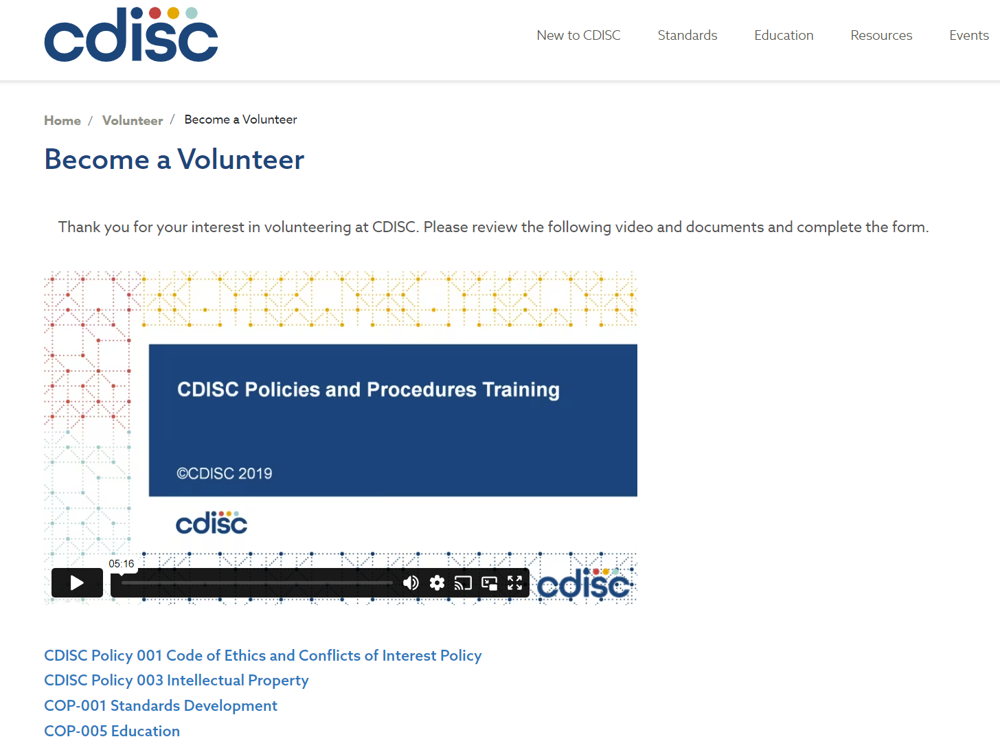 cdisc
New to CDISC Standards Education Resources Events
Home / Volunteer / Become a Volunteer
Become a Volunteer
Thank you for your interest in volunteering at CDISC. Please review the following video and documents and complete the form.
CDISC Policies and Procedures Training
©CDISC 2019
cdisc
05:16
cdisc
CDISC Policy 001 Code of Ethics and Conflicts of Interest Policy
CDISC Policy 003 Intellectual Property
COP-001 Standards Development
COP-005 Education